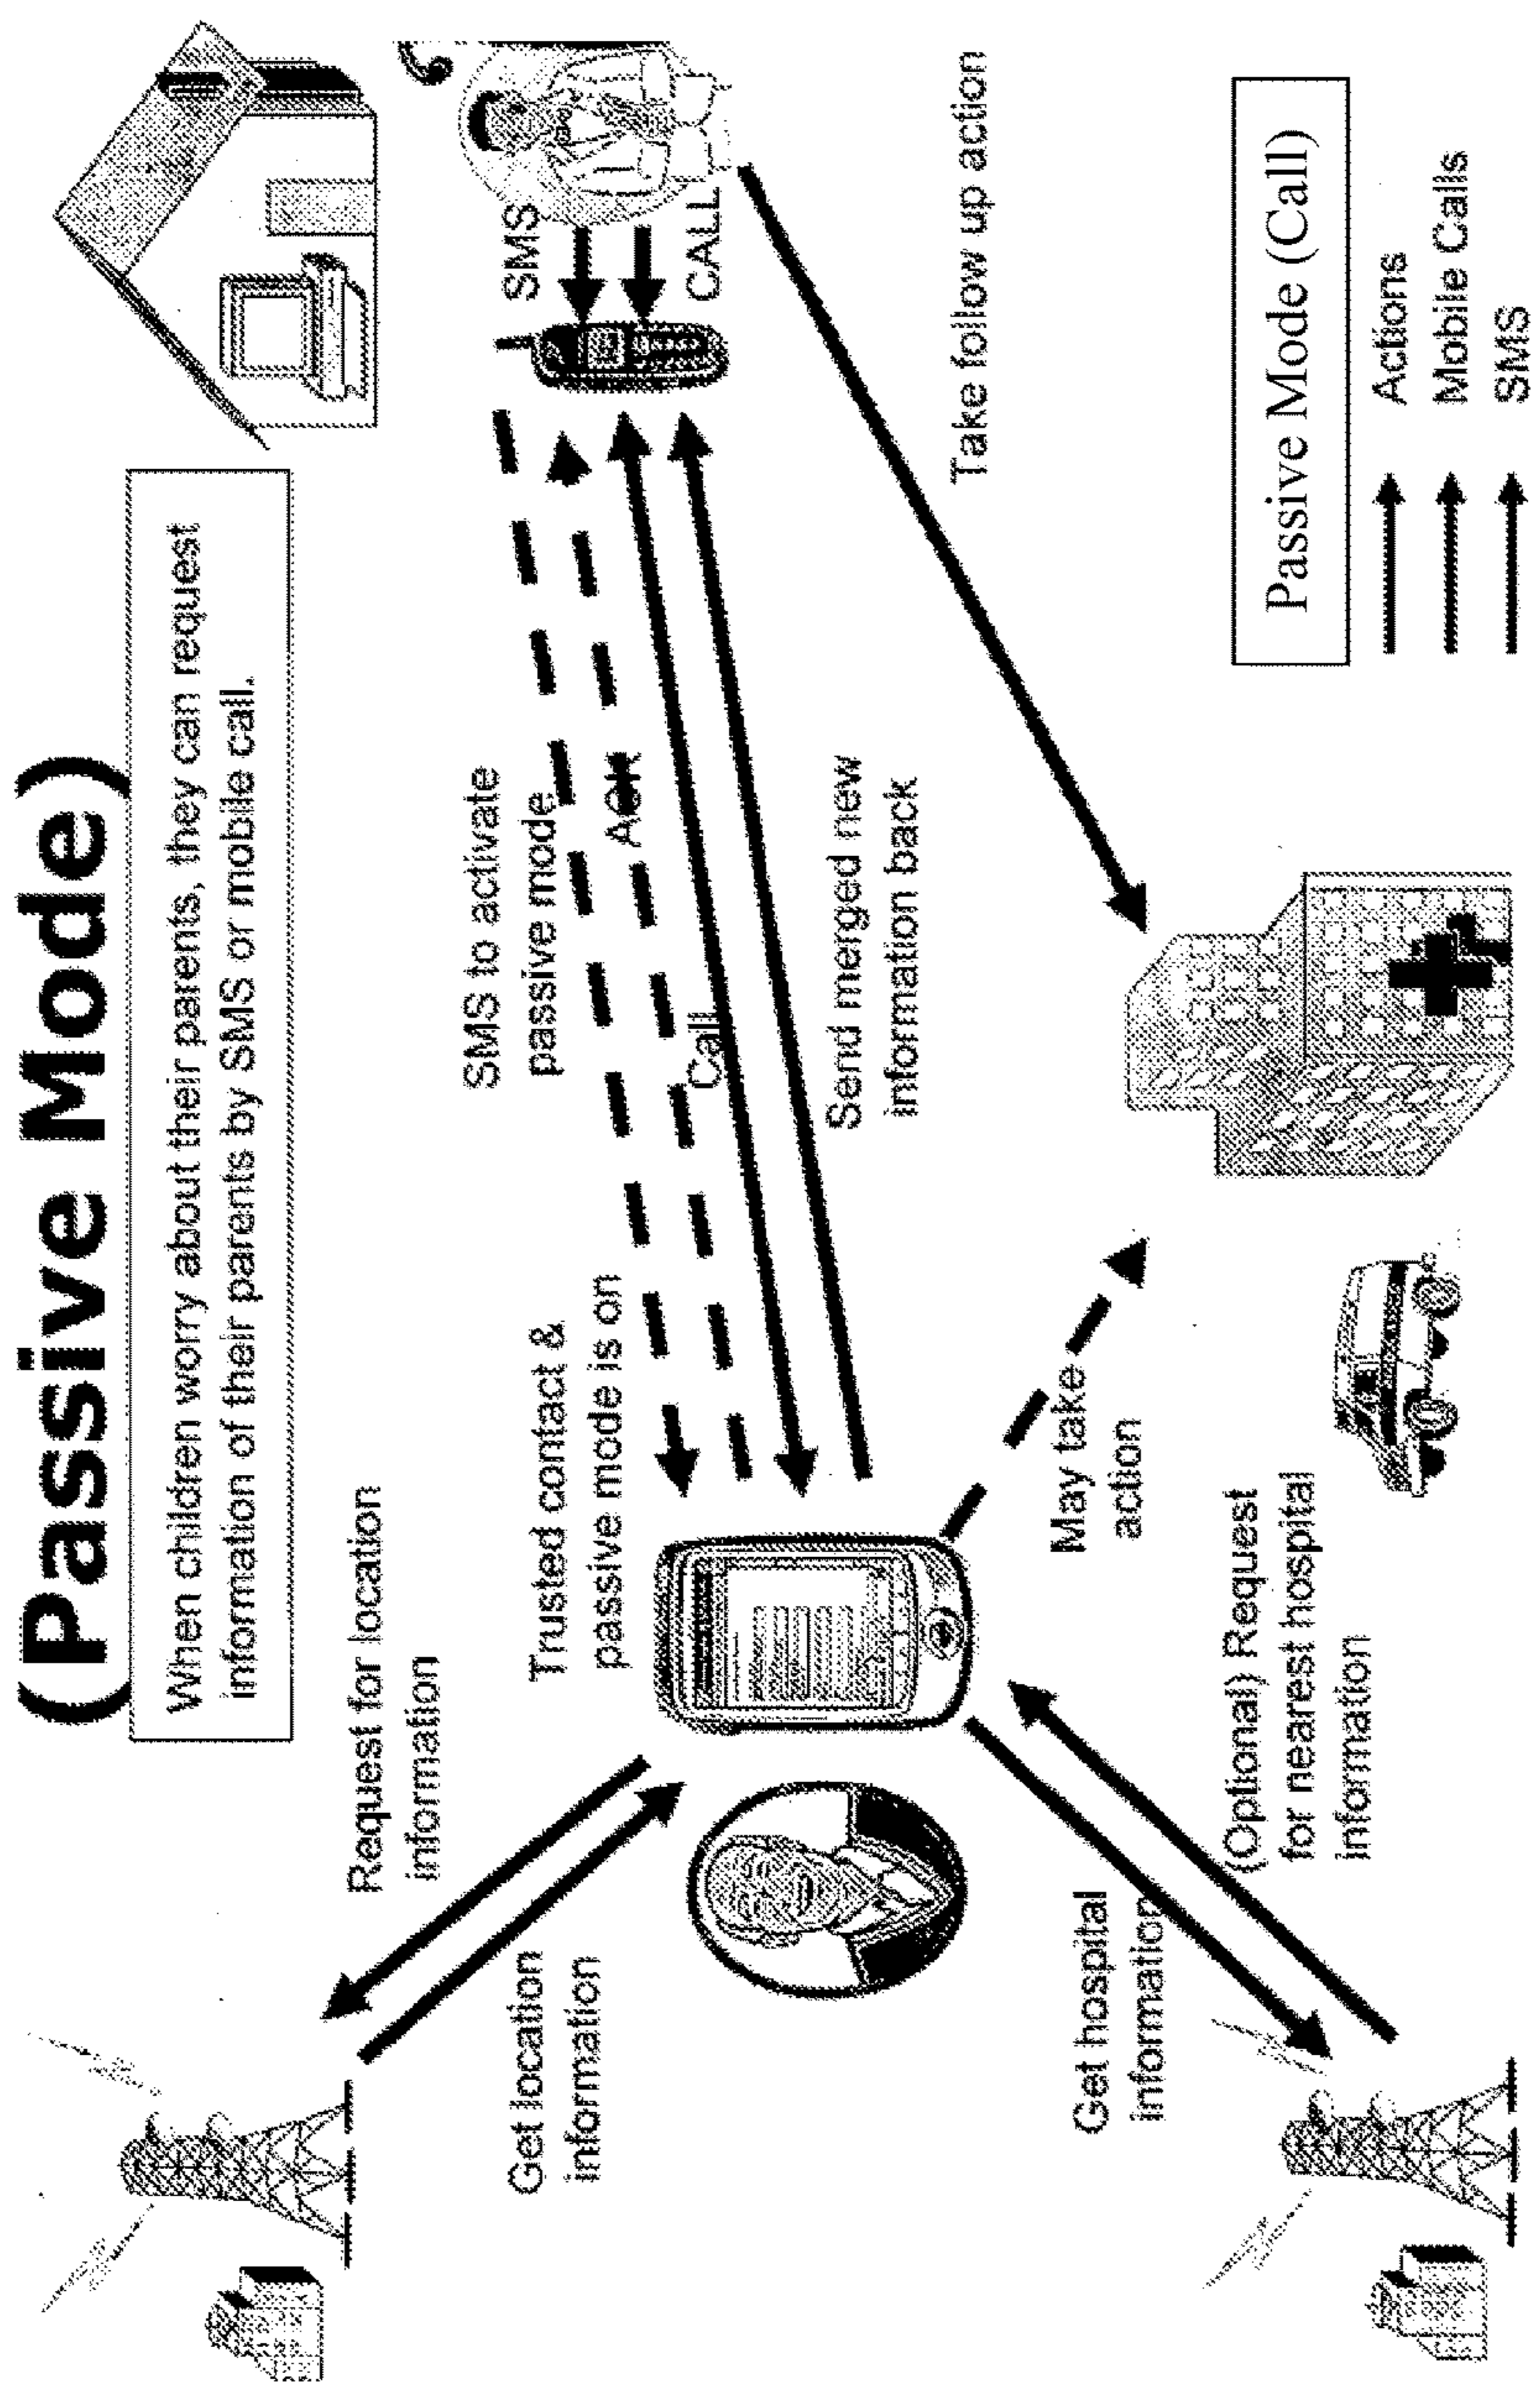 (Passive Mode)
When children worry about their parents, they can request
information of their parents by SMS or mobile call.
Request for location
information
Get location
information
Trusted contact &
passive mode is on
SMS to activate
passive mode
ACK
Call
Send merged new
information back
SMS
CALL
Take follow up action
May take
action
Get hospital
information
(Optional) Request
for nearest hospital
information
Passive Mode (Call)
Actions
Mobile Calls
SMS